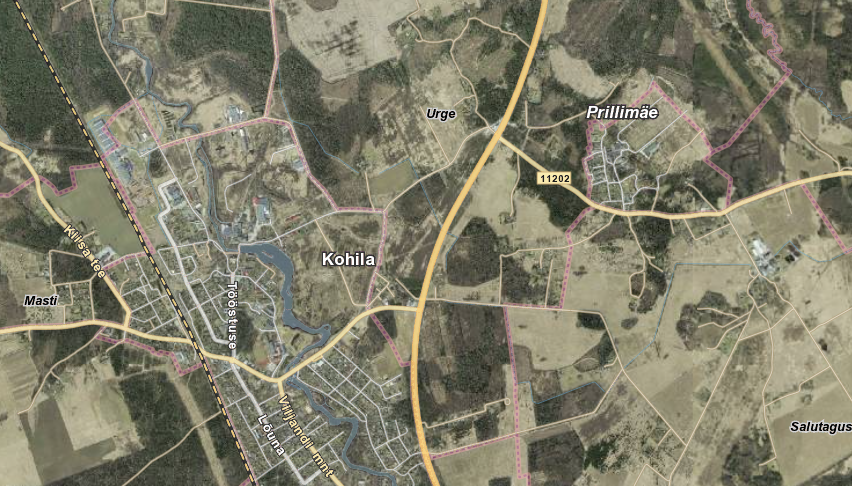 Urge
Prillimäe
11202
Kiisa tee
Kohila
Masti
Tööstuse
Viljandi mnt
Lõuna
Salutagus